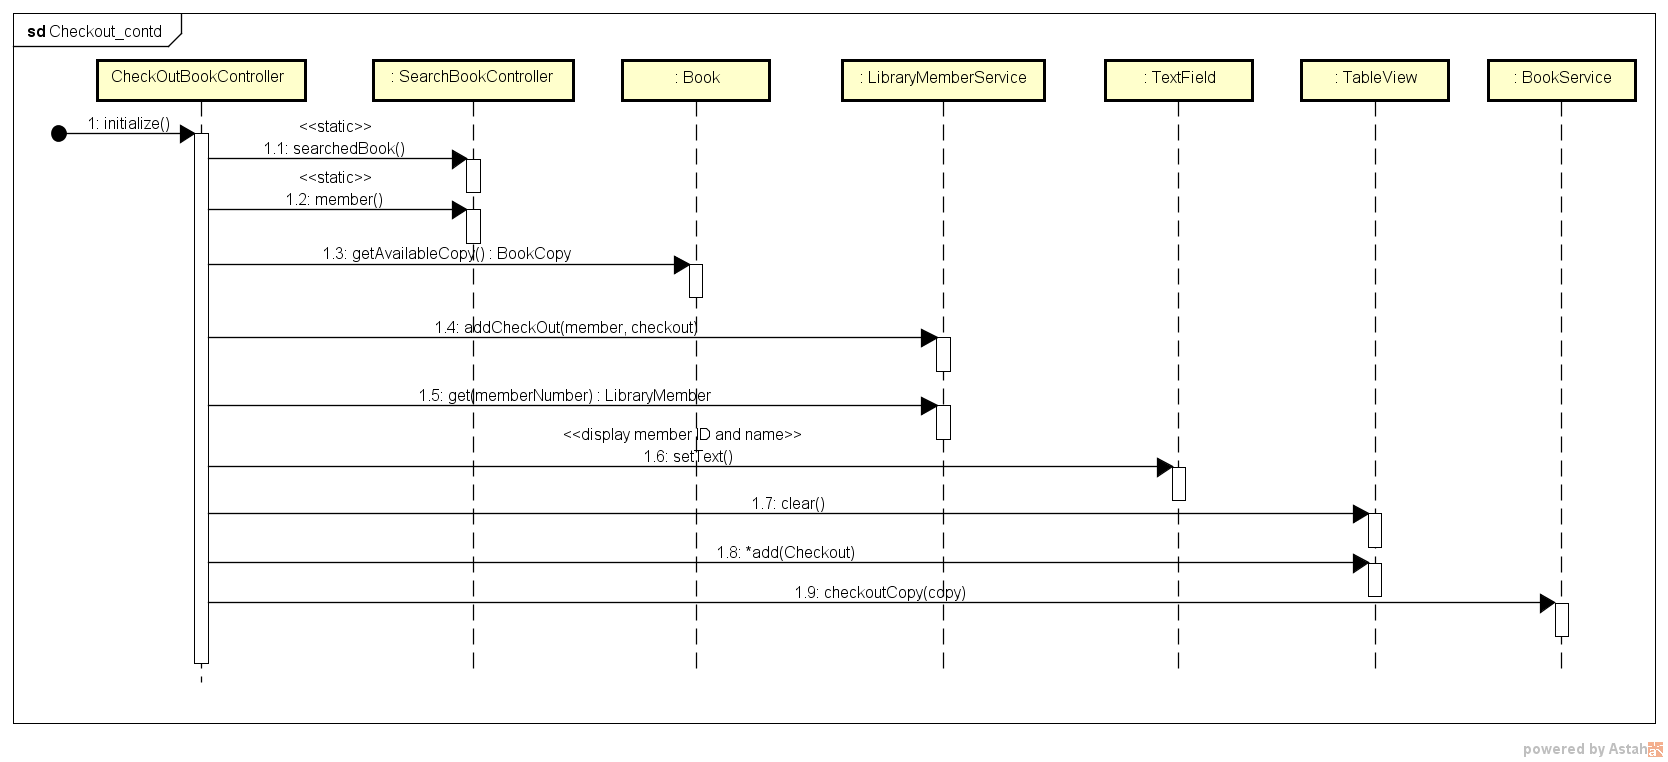 sd Checkout_contd
CheckOutBookController
: SearchBookController
: Book
: LibraryMemberService
: TextField
: TableView
: BookService
1: initialize()
<<static>>
1.1: searchedBook()
<<static>>
1.2: member()
1.3: getAvailableCopy() : BookCopy
1.4: addCheckOut(member, checkout)
1.5: get(memberNumber) : LibraryMember
<<display member ID and name>>
1.6: setText()
1.7: clear()
1.8: *add(Checkout)
1.9: checkoutCopy(copy)
powered by Astah